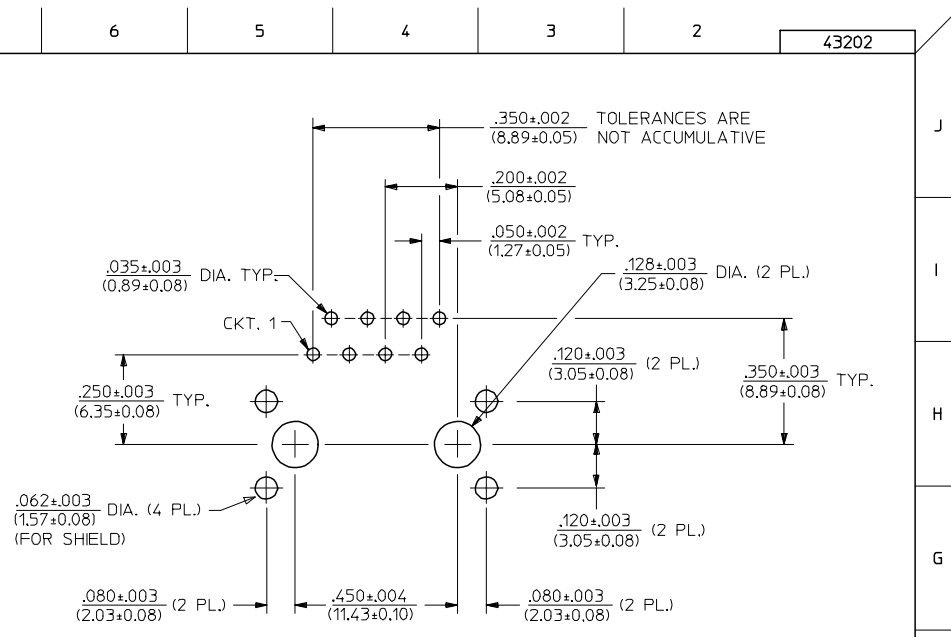 6 5 4 3 2 43202
J
.350±.002 TOLERANCES ARE
(8.89±0.05) NOT ACCUMULATIVE
.200±.002
(5.08±0.05)
.050±.002 TYP.
(1.27±0.05)
.035±.003 DIA. TYP.
(0.89±0.08)
.128±.003 DIA. (2 PL.)
(3.25±0.08)
I
CKT. 1
.120±.003 (2 PL.)
(3.05±0.08)
.350±.003 TYP.
(8.89±0.08)
.250±.003 TYP.
(6.35±0.08)
H
.062±.003 DIA. (4 PL.)
(1.57±0.08)
(FOR SHIELD)
.120±.003 (2 PL.)
(3.05±0.08)
G
.080±.003 (2 PL.)
(2.03±0.08)
.450±.004
(11.43±0.10)
.080±.003 (2 PL.)
(2.03±0.08)